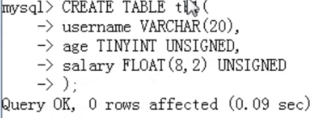 mysql> CREATE TABLE tb(
    -> username VARCHAR(20),
    -> age TINYINT UNSIGNED,
    -> salary FLOAT(8,2) UNSIGNED
    -> );
Query OK, 0 rows affected (0.09 sec)